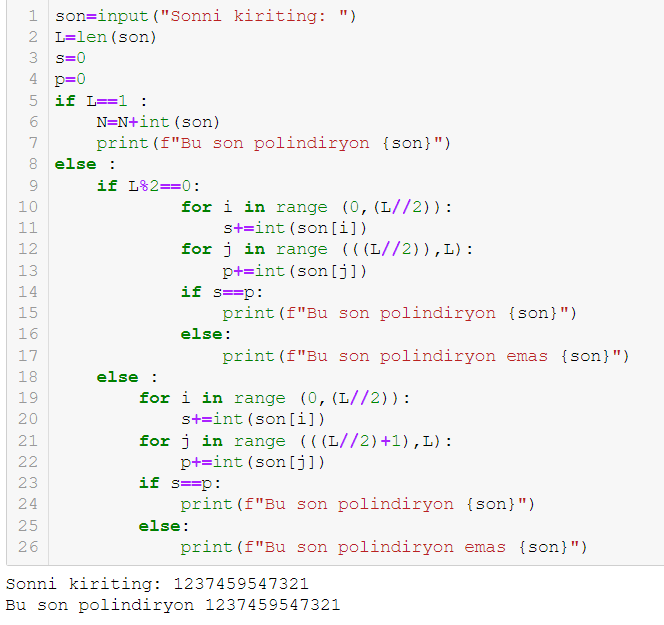 1 son=input("Sonni kiriting: ")
2 L=len(son)
3 s=0
4 p=0
5 if L==1 :
6     N=N+int(son)
7     print(f"Bu son polindiryon {son}")
8 else :
9     if L%2==0:
10             for i in range (0,(L//2)):
11                 s+=int(son[i])
12             for j in range (((L//2)),L):
13                 p+=int(son[j])
14             if s==p:
15                 print(f"Bu son polindiryon {son}")
16             else:
17                 print(f"Bu son polindiryon emas {son}")
18     else :
19         for i in range (0,(L//2)):
20             s+=int(son[i])
21         for j in range (((L//2)+1),L):
22             p+=int(son[j])
23         if s==p:
24             print(f"Bu son polindiryon {son}")
25         else:
26             print(f"Bu son polindiryon emas {son}")
Sonni kiriting: 1237459547321
Bu son polindiryon 1237459547321